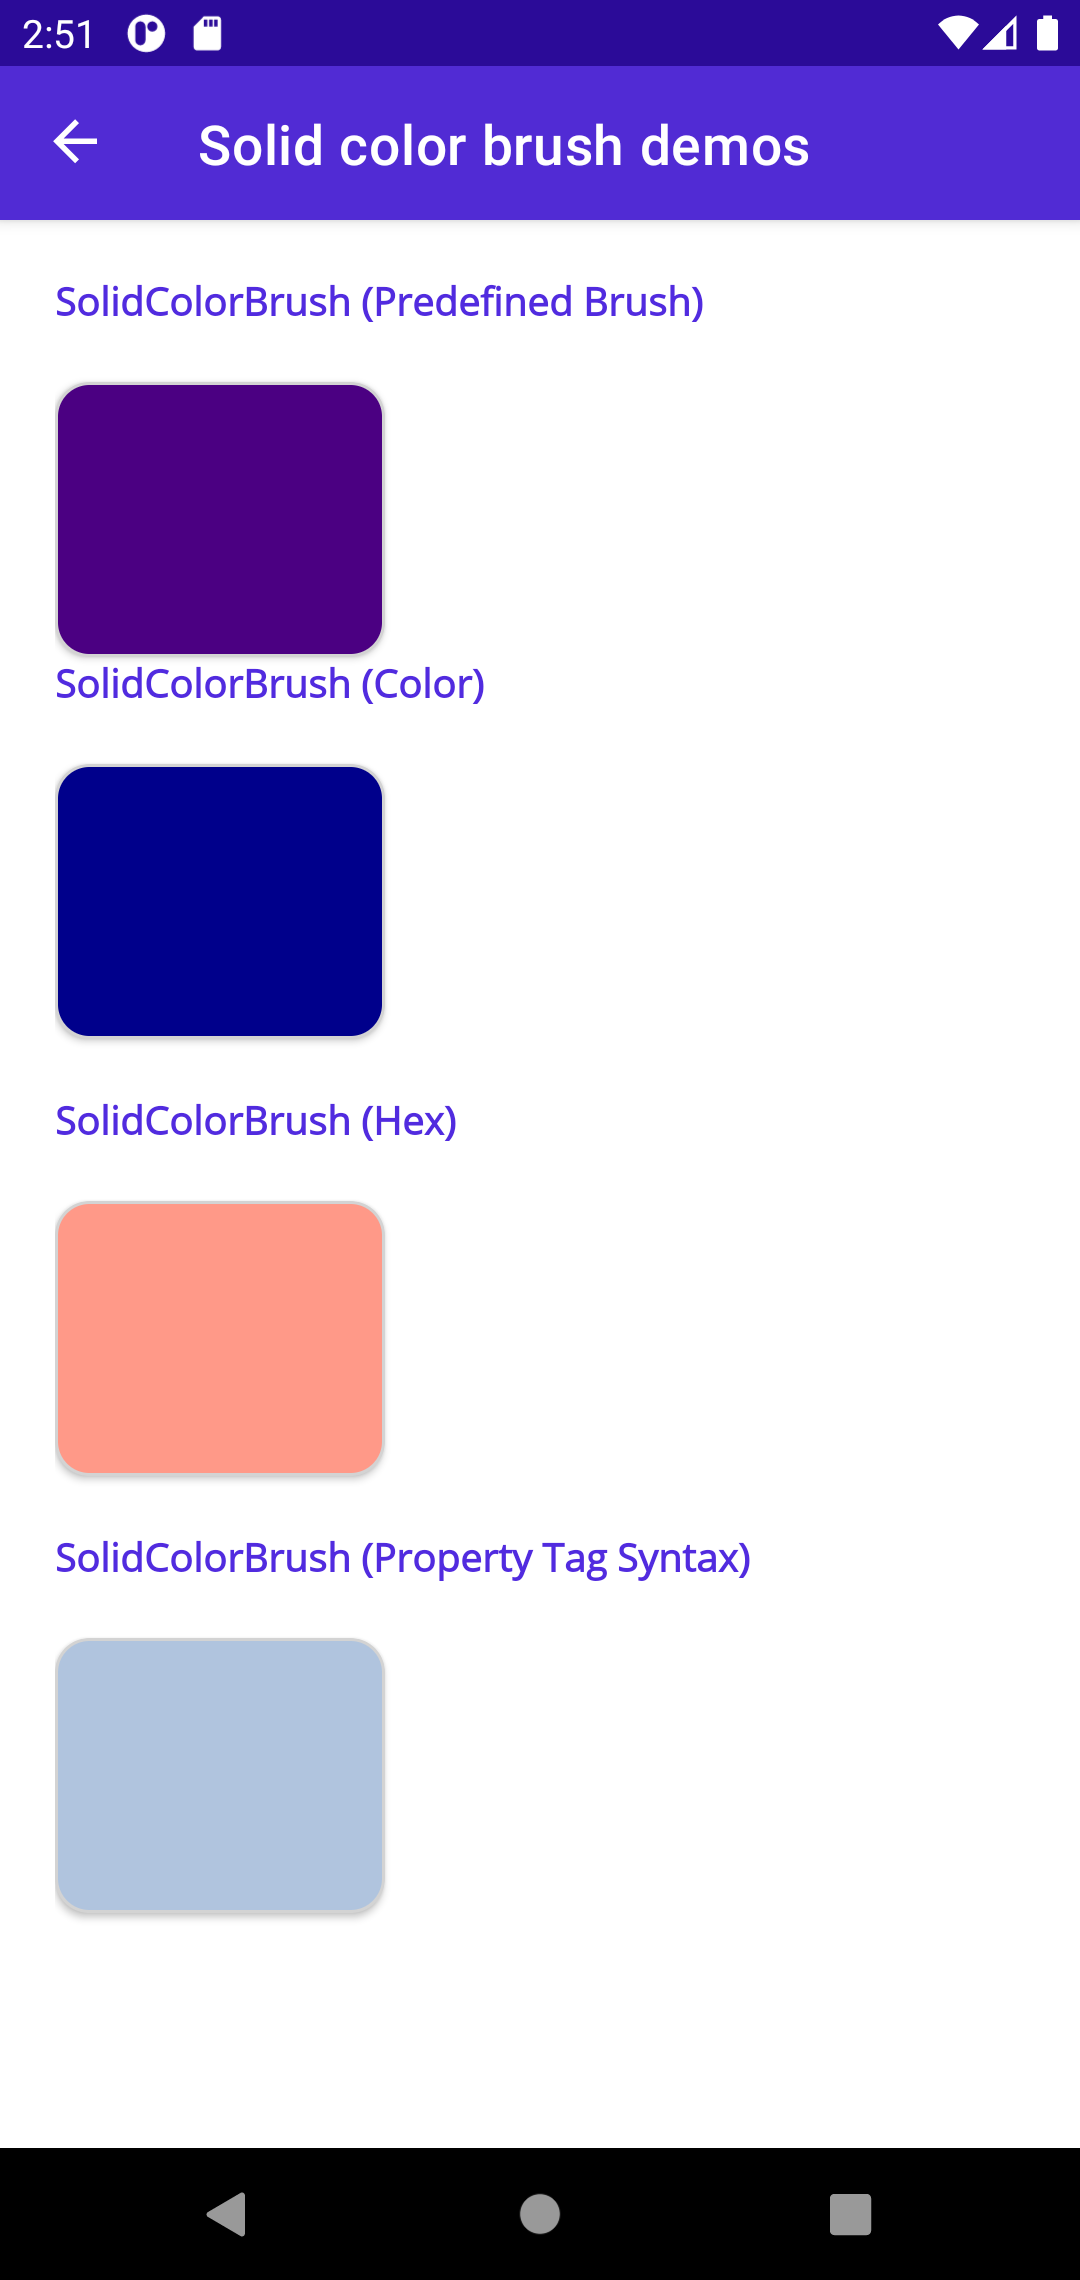 2:51
Solid color brush demos
SolidColorBrush (Predefined Brush)
SolidColorBrush (Color)
SolidColorBrush (Hex)
SolidColorBrush (Property Tag Syntax)